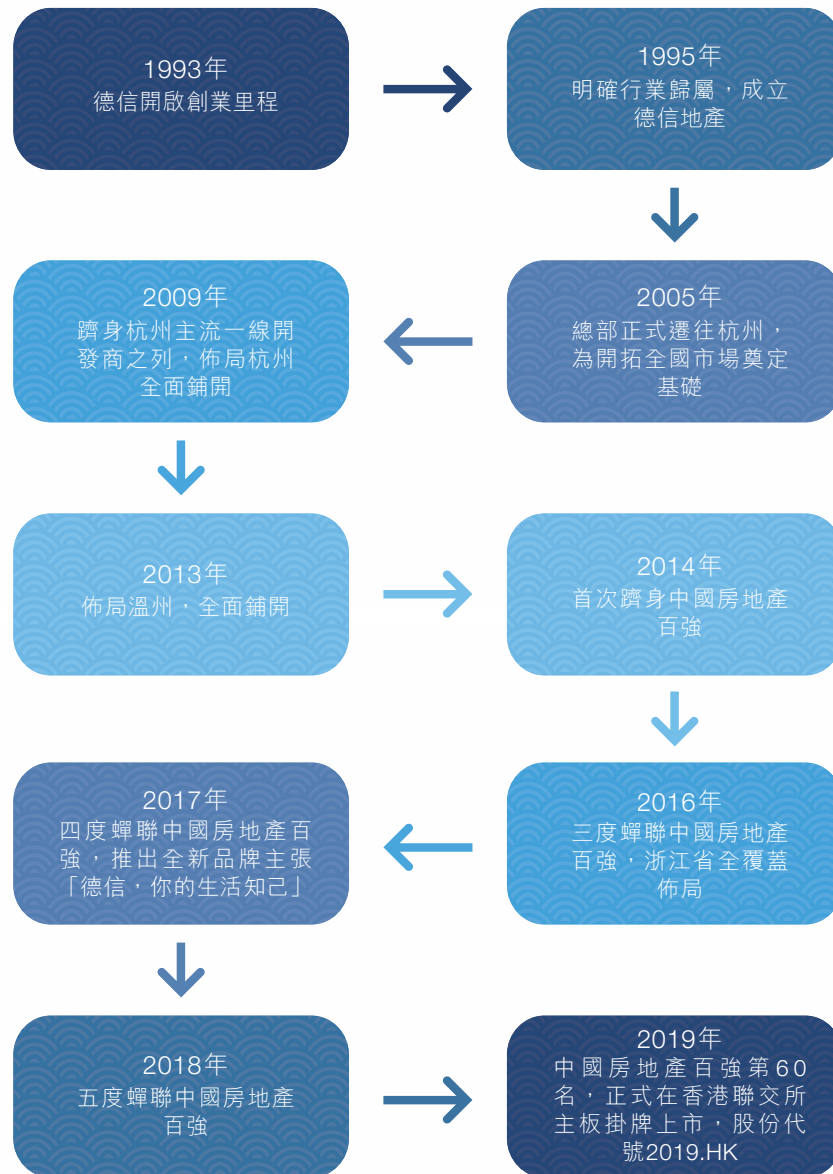 1993年
德信開啟創業里程
1995年
明確行業歸屬，成立
德信地產
2005年
總部正式遷往杭州，
為開拓全國市場奠定
基礎
2009年
躋身杭州主流一線開
發商之列，佈局杭州
全面鋪開
2013年
佈局溫州，全面鋪開
2014年
首次躋身中國房地產
百強
2016年
三度蟬聯中國房地產
百強，浙江省全覆蓋
佈局
2017年
四度蟬聯中國房地產百
強，推出全新品牌主張
「德信，你的生活知己」
2018年
五度蟬聯中國房地產
百強
2019年
中國房地產百強第60
名，正式在香港聯交所
主板掛牌上市，股份代
號2019.HK